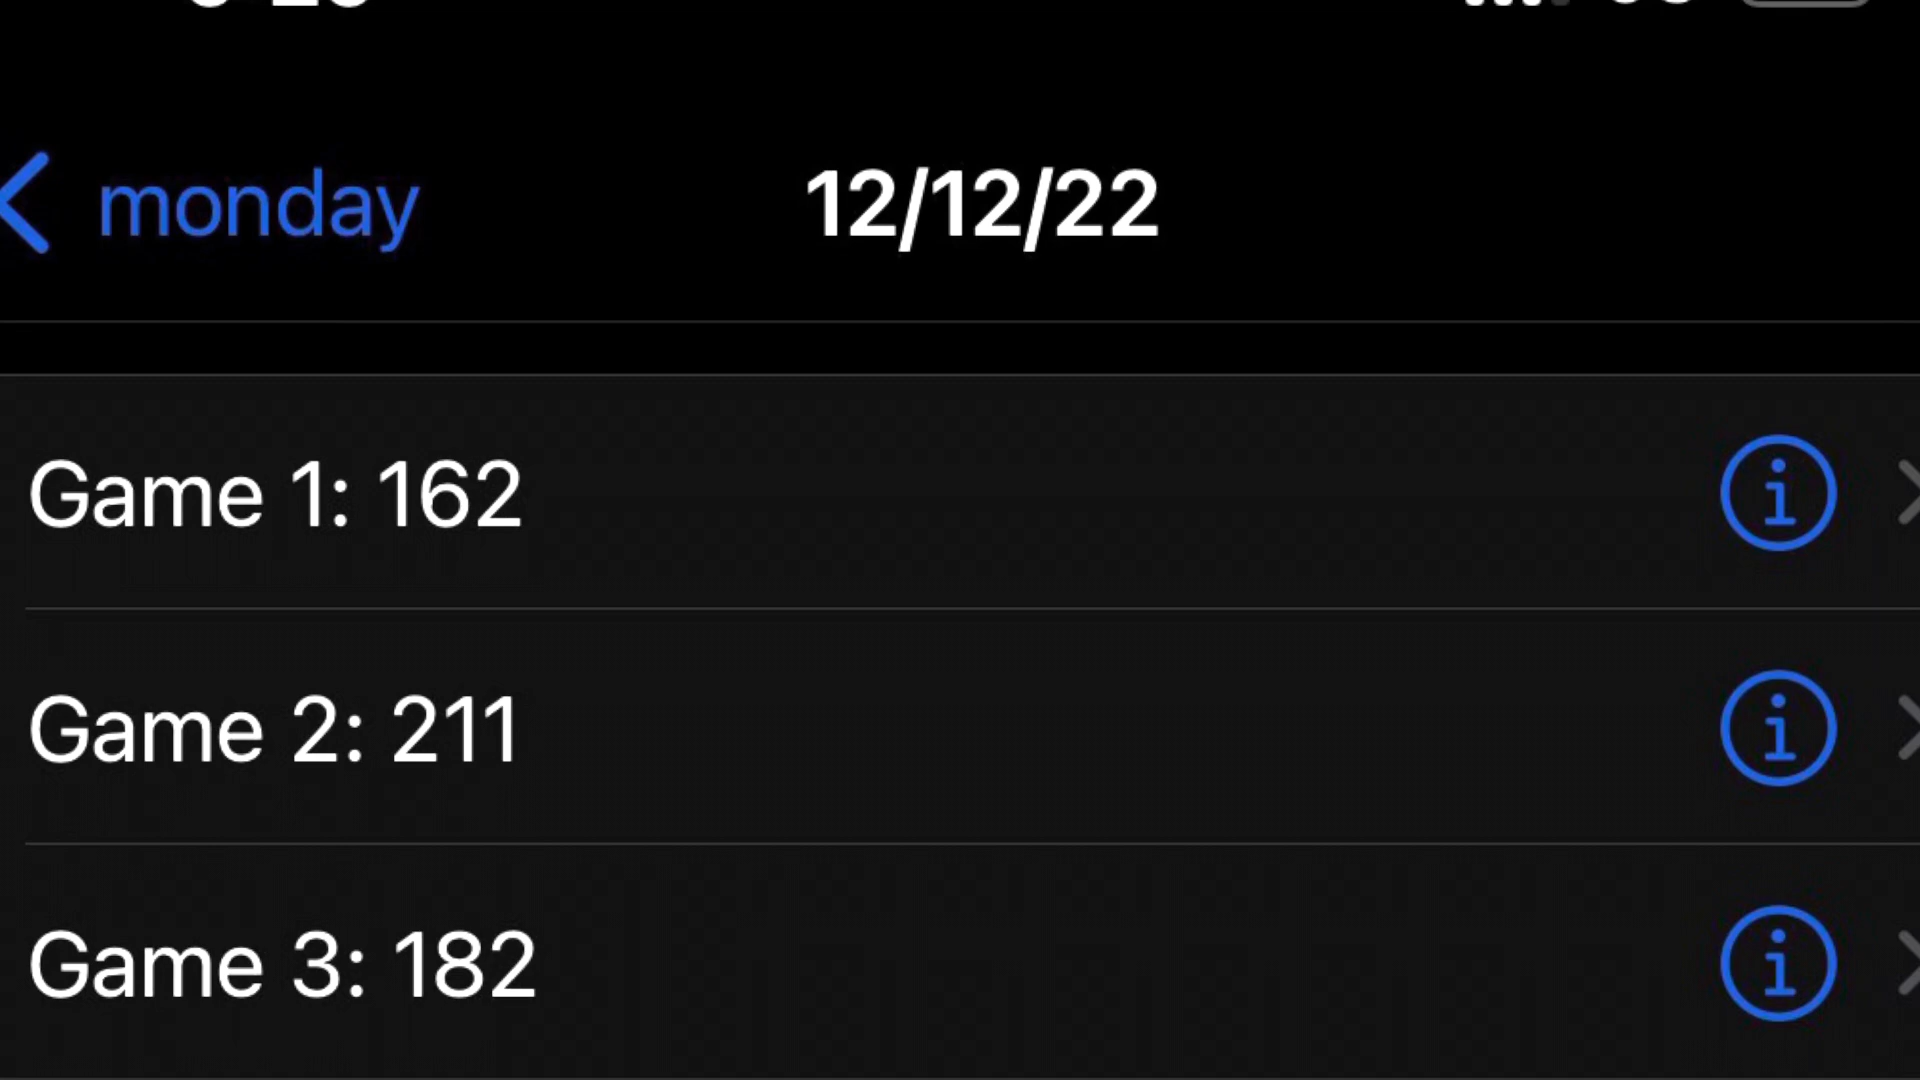 monday
12/12/22
Game 1: 162
Game 2: 211
Game 3: 182